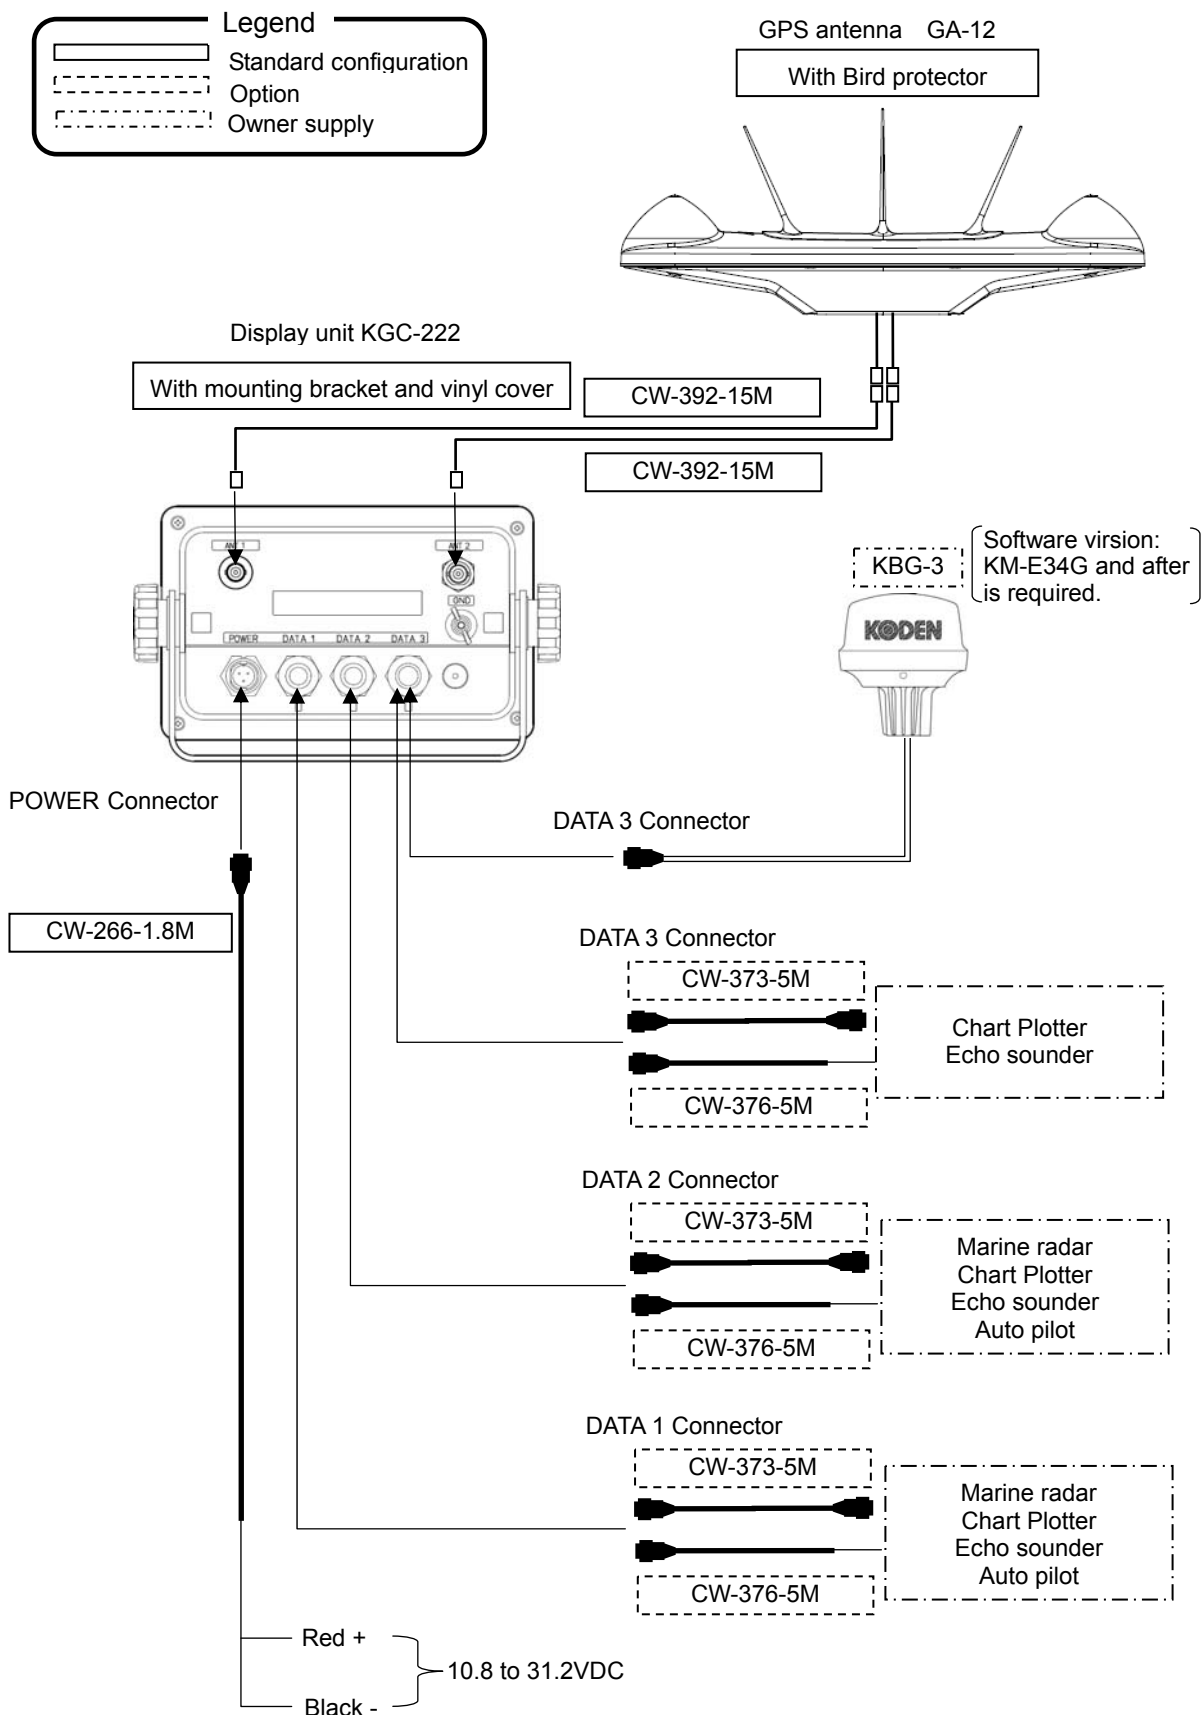 Legend
Standard configuration
Option
Owner supply
GPS antenna GA-12
With Bird protector
Display unit KGC-222
With mounting bracket and vinyl cover
CW-392-15M
CW-392-15M
ANT 1
ANT 2
GND
POWER DATA 1 DATA 2 DATA 3
KBG-3
Software virsion:
KM-E34G and after
is required.
KODEN
POWER Connector
DATA 3 Connector
CW-266-1.8M
DATA 3 Connector
CW-373-5M
Chart Plotter
Echo sounder
CW-376-5M
DATA 2 Connector
CW-373-5M
Marine radar
Chart Plotter
Echo sounder
Auto pilot
CW-376-5M
DATA 1 Connector
CW-373-5M
Marine radar
Chart Plotter
Echo sounder
Auto pilot
CW-376-5M
Red +
10.8 to 31.2VDC
Black -